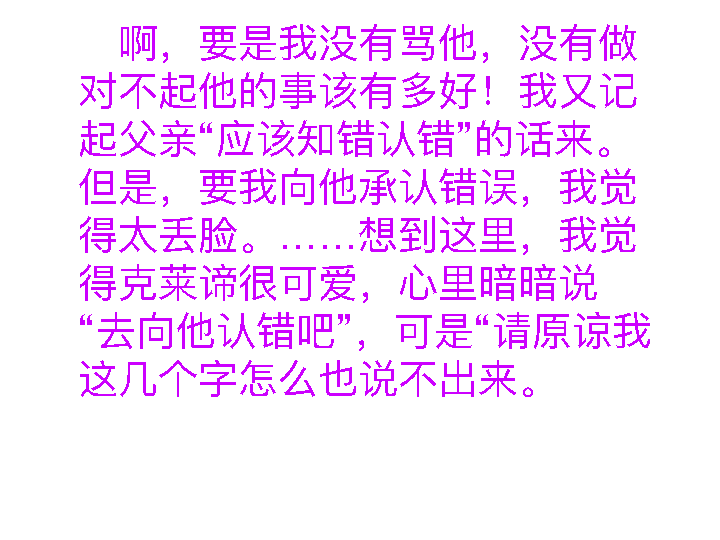 啊，要是我没有骂他，没有做
对不起他的事该有多好！我又记
起父亲“应该知错认错”的话来。
但是，要我向他承认错误，我觉
得太丢脸。……想到这里，我觉
得克莱谛很可爱，心里暗暗说
“去向他认错吧”，可是“请原谅我
这几个字怎么也说不出来。